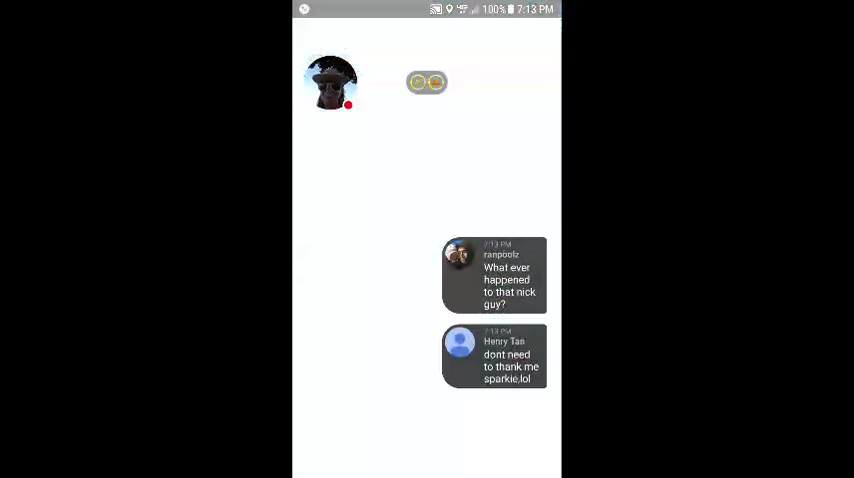 100% 7:13 PM
7:13 PM
ranpoolz
What ever
happened
to that nick
guy?
7:13 PM
Henry Tan
dont need
to thank me
sparkie,lol